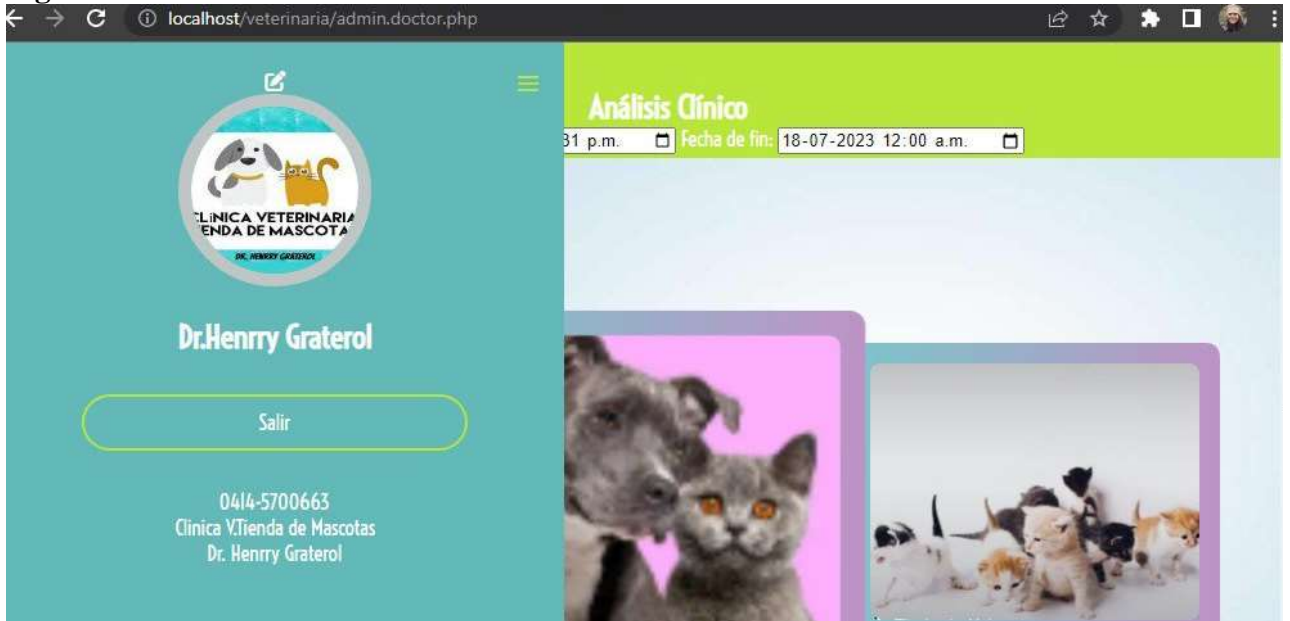 localhost/veterinaria/admin.doctor.php
CLINICA VETERINARIA
TENDA DE MASCOTA
DR. HENRRY GRATEROL
Dr.Henrry Graterol
Salir
0414-5700663
Clinica V.Tienda de Mascotas
Dr. Henrry Graterol
Análisis Clínico
31 p.m. Fecha de fin: 18-07-2023 12:00 a.m.